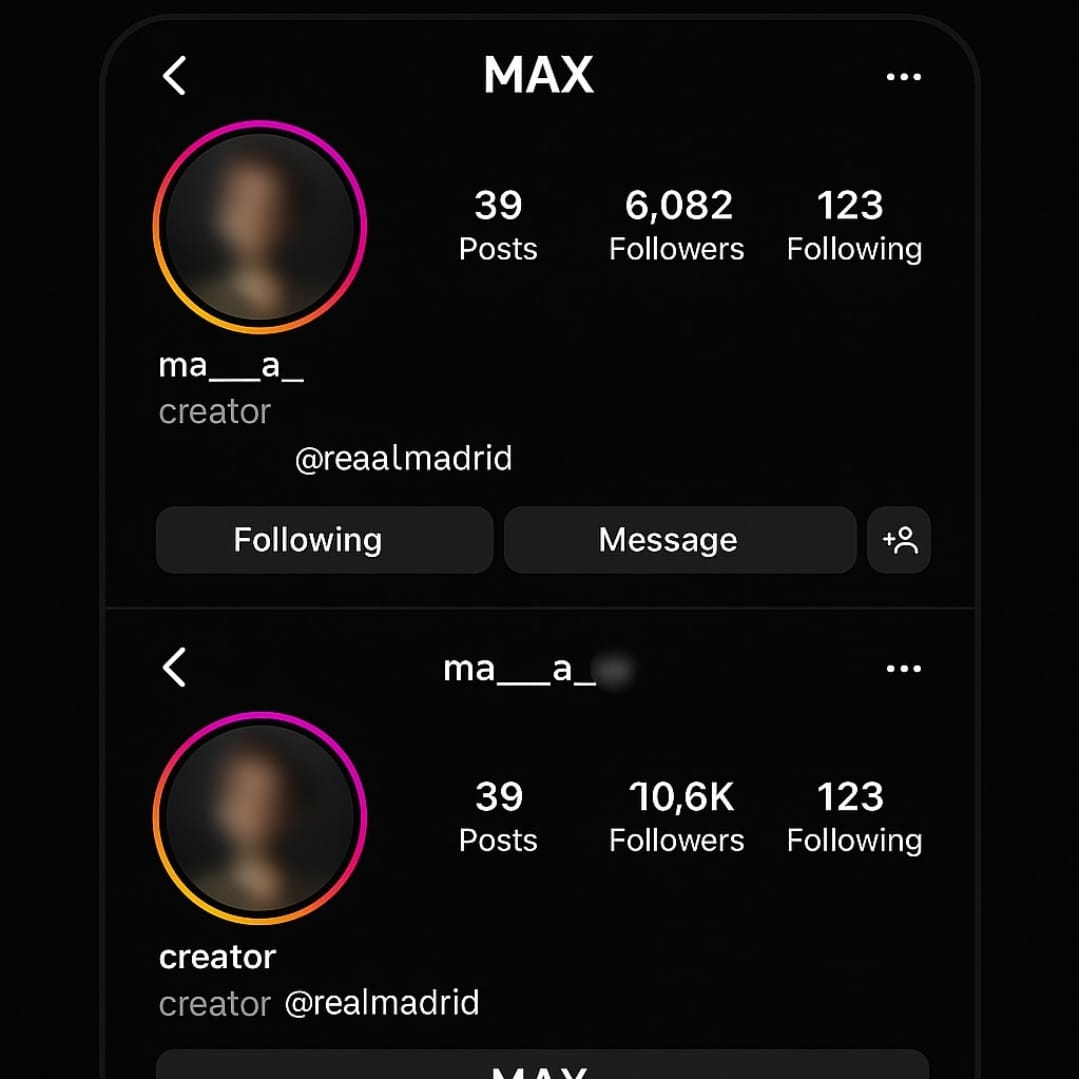 MAX
39 6,082 123
Posts Followers Following
ma___a_
creator
@reaalmadrid
Following Message
ma___a_
39 10,6K 123
Posts Followers Following
creator
creator @realmadrid
MAX